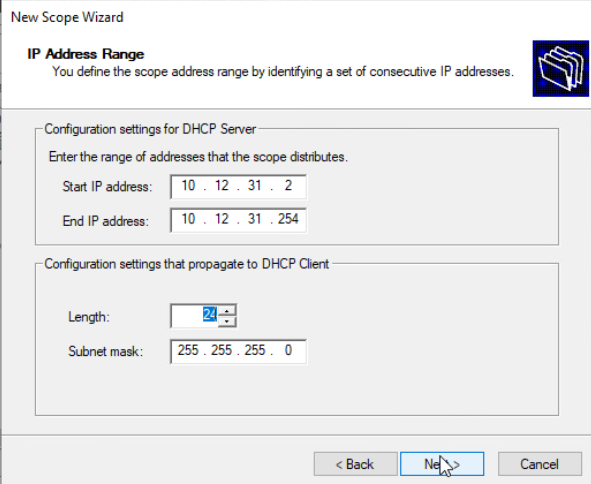 New Scope Wizard
IP Address Range
You define the scope address range by identifying a set of consecutive IP addresses.
Configuration settings for DHCP Server
Enter the range of addresses that the scope distributes.
Start IP address: 10 . 12 . 31 . 2
End IP address: 10 . 12 . 31 . 254
Configuration settings that propagate to DHCP Client
Length: 24
Subnet mask: 255 . 255 . 255 . 0
< Back Next > Cancel